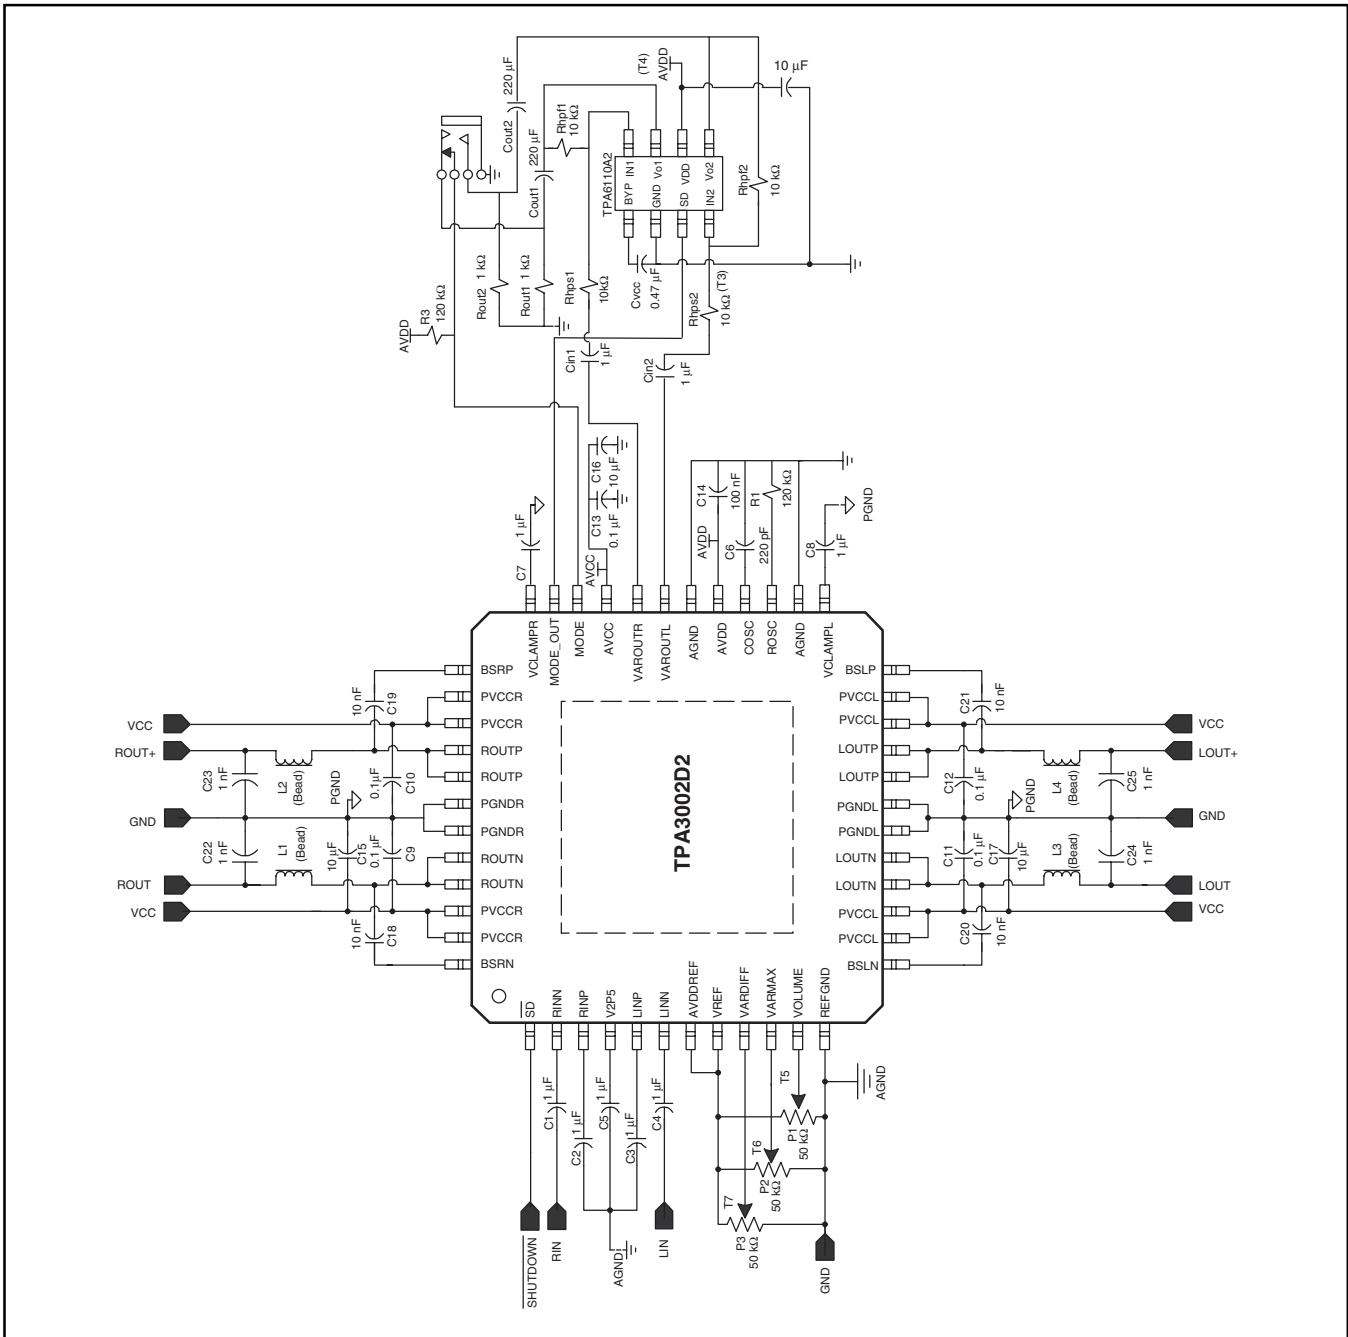 220 µF
Cout2
220 µF
Cout1
Rhpf1
10 kΩ
(T4)
AVDD
10 µF
TPA6110A2
BYP IN1
GND Vo1
SD VDD
IN2 Vo2
Rhpf2
10 kΩ
AVDD
R3
120 kΩ
Rout2 1 kΩ
Rout1 1 kΩ
Rhps1
10kΩ
Cvcc
0.47 µF
Rhps2
10 kΩ (T3)
Cin1
1 µF
Cin2
1 µF
C7
1 µF
AVCC
C13
0.1 µF
C16
10 µF
AVDD
C14
100 nF
C6
220 pF
R1
120 kΩ
C8
1 µF
PGND
VCLAMPR
MODE_OUT
MODE
AVCC
VAROUTR
VAROUTL
AGND
AVDD
COSC
ROSC
AGND
VCLAMPL
VCC
ROUT+
GND
ROUT
VCC
C23
1 nF
C22
1 nF
L2
(Bead)
L1
(Bead)
PGND
10 µF
C15
10 nF
C19
0.1µF
C10
0.1 µF
C9
10 nF
C18
BSRP
PVCCR
PVCCR
ROUTP
ROUTP
PGNDR
PGNDR
ROUTN
ROUTN
PVCCR
PVCCR
BSRN
TPA3002D2
BSLP
PVCCL
PVCCL
LOUTP
LOUTP
PGNDL
PGNDL
LOUTN
LOUTN
PVCCL
PVCCL
BSLN
C21
10 nF
C12
0.1 µF
PGND
C11
0.1 µF
C17
10 µF
C20
10 nF
L4
(Bead)
L3
(Bead)
C25
1 nF
C24
1 nF
VCC
LOUT+
GND
LOUT
VCC
SD
RINN
RINP
V2P5
LINP
LINN
AVDDREF
VREF
VARDIFF
VARMAX
VOLUME
REFGND
C1
1 µF
C2
1 µF
C5
1 µF
C3
1 µF
C4
1 µF
T5
P1
50 kΩ
T6
P2
50 kΩ
T7
P3
50 kΩ
AGND
SHUTDOWN
RIN
AGND
LIN
GND